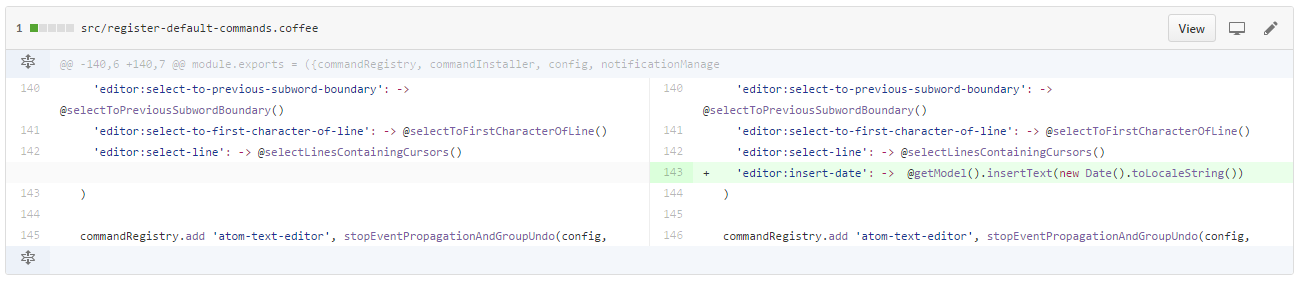 1 src/register-default-commands.coffee View
@@ -140,6 +140,7 @@ module.exports = ({commandRegistry, commandInstaller, config, notificationManage
140 'editor:select-to-previous-subword-boundary': -> 140 'editor:select-to-previous-sub-word-boundary': ->
@selectToPreviousSubwordBoundary() @selectToPreviousSubwordBoundary()
141 'editor:select-to-first-character-of-line': -> @selectToFirstCharacterOfLine() 141 'editor:select-to-first-character-of-line': -> @selectToFirstCharacterOfLine()
142 'editor:select-line': -> @selectLinesContainingCursors() 142 'editor:select-line': -> @selectLinesContainingCursors()
143 + 'editor:insert-date': -> @getModel().insertText(new Date().toLocaleString())
143 ) 144 )
144 145
145 commandRegistry.add 'atom-text-editor', stopEventPropagationAndGroupUndo(config, 146 commandRegistry.add 'atom-text-editor', stopEventPropagationAndGroupUndo(config,